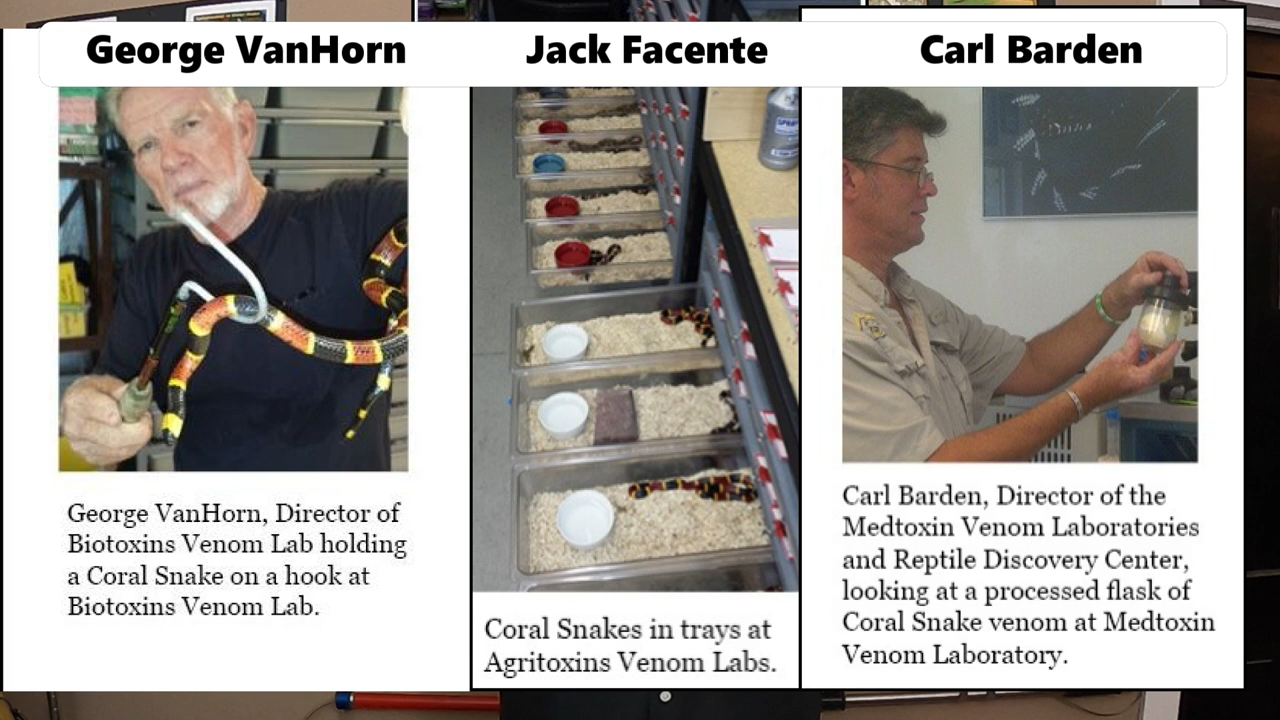 George VanHorn
Jack Facente
Carl Barden
George VanHorn, Director of
Biotoxins Venom Lab holding
a Coral Snake on a hook at
Biotoxins Venom Lab.
Coral Snakes in trays at
Agritoxins Venom Labs.
Carl Barden, Director of the
Medtoxin Venom Laboratories
and Reptile Discovery Center,
looking at a processed flask of
Coral Snake venom at Medtoxin
Venom Laboratory.